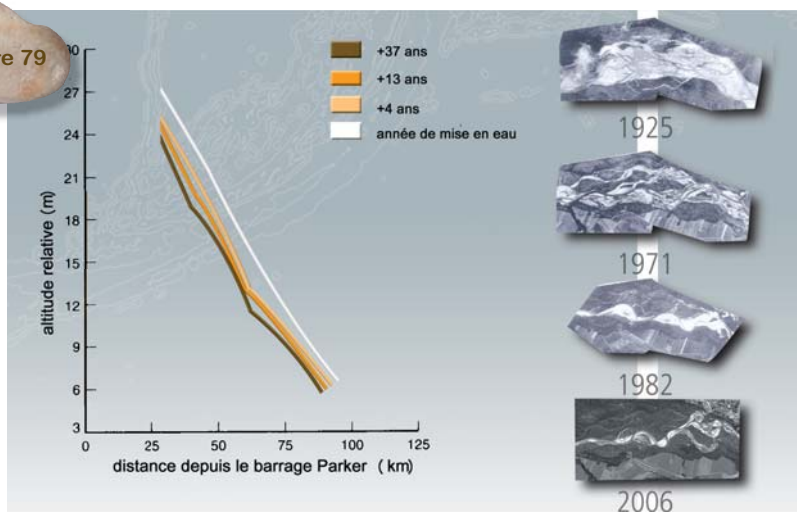 re 79
30
27
24
21
18
15
12
9
6
3
altitude relative (m)
0
25
50
75
100
125
distance depuis le barrage Parker ( km)
+37 ans
+13 ans
+4 ans
année de mise en eau
1925
1971
1982
2006